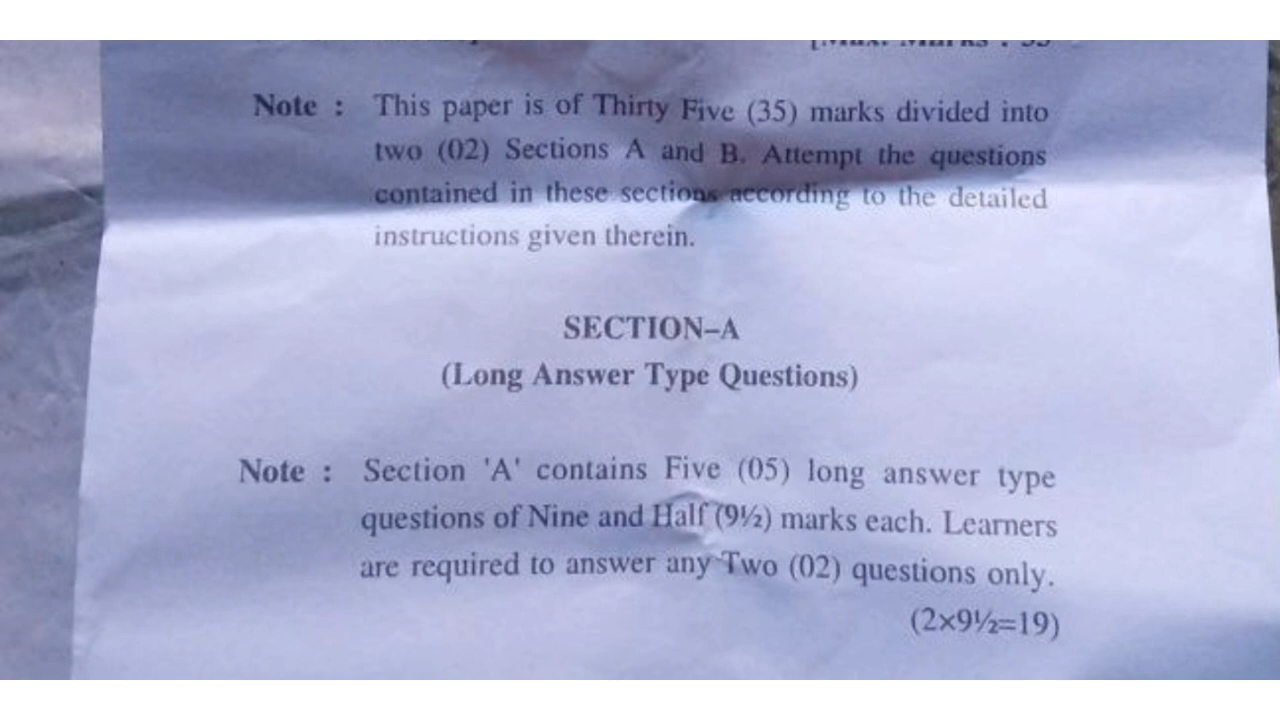 [Max. Marks : 35
Note : This paper is of Thirty Five (35) marks divided into
two (02) Sections A and B. Attempt the questions
contained in these sections according to the detailed
instructions given therein.
SECTION–A
(Long Answer Type Questions)
Note : Section 'A' contains Five (05) long answer type
questions of Nine and Half (9½) marks each. Learners
are required to answer any Two (02) questions only.
(2×9½=19)